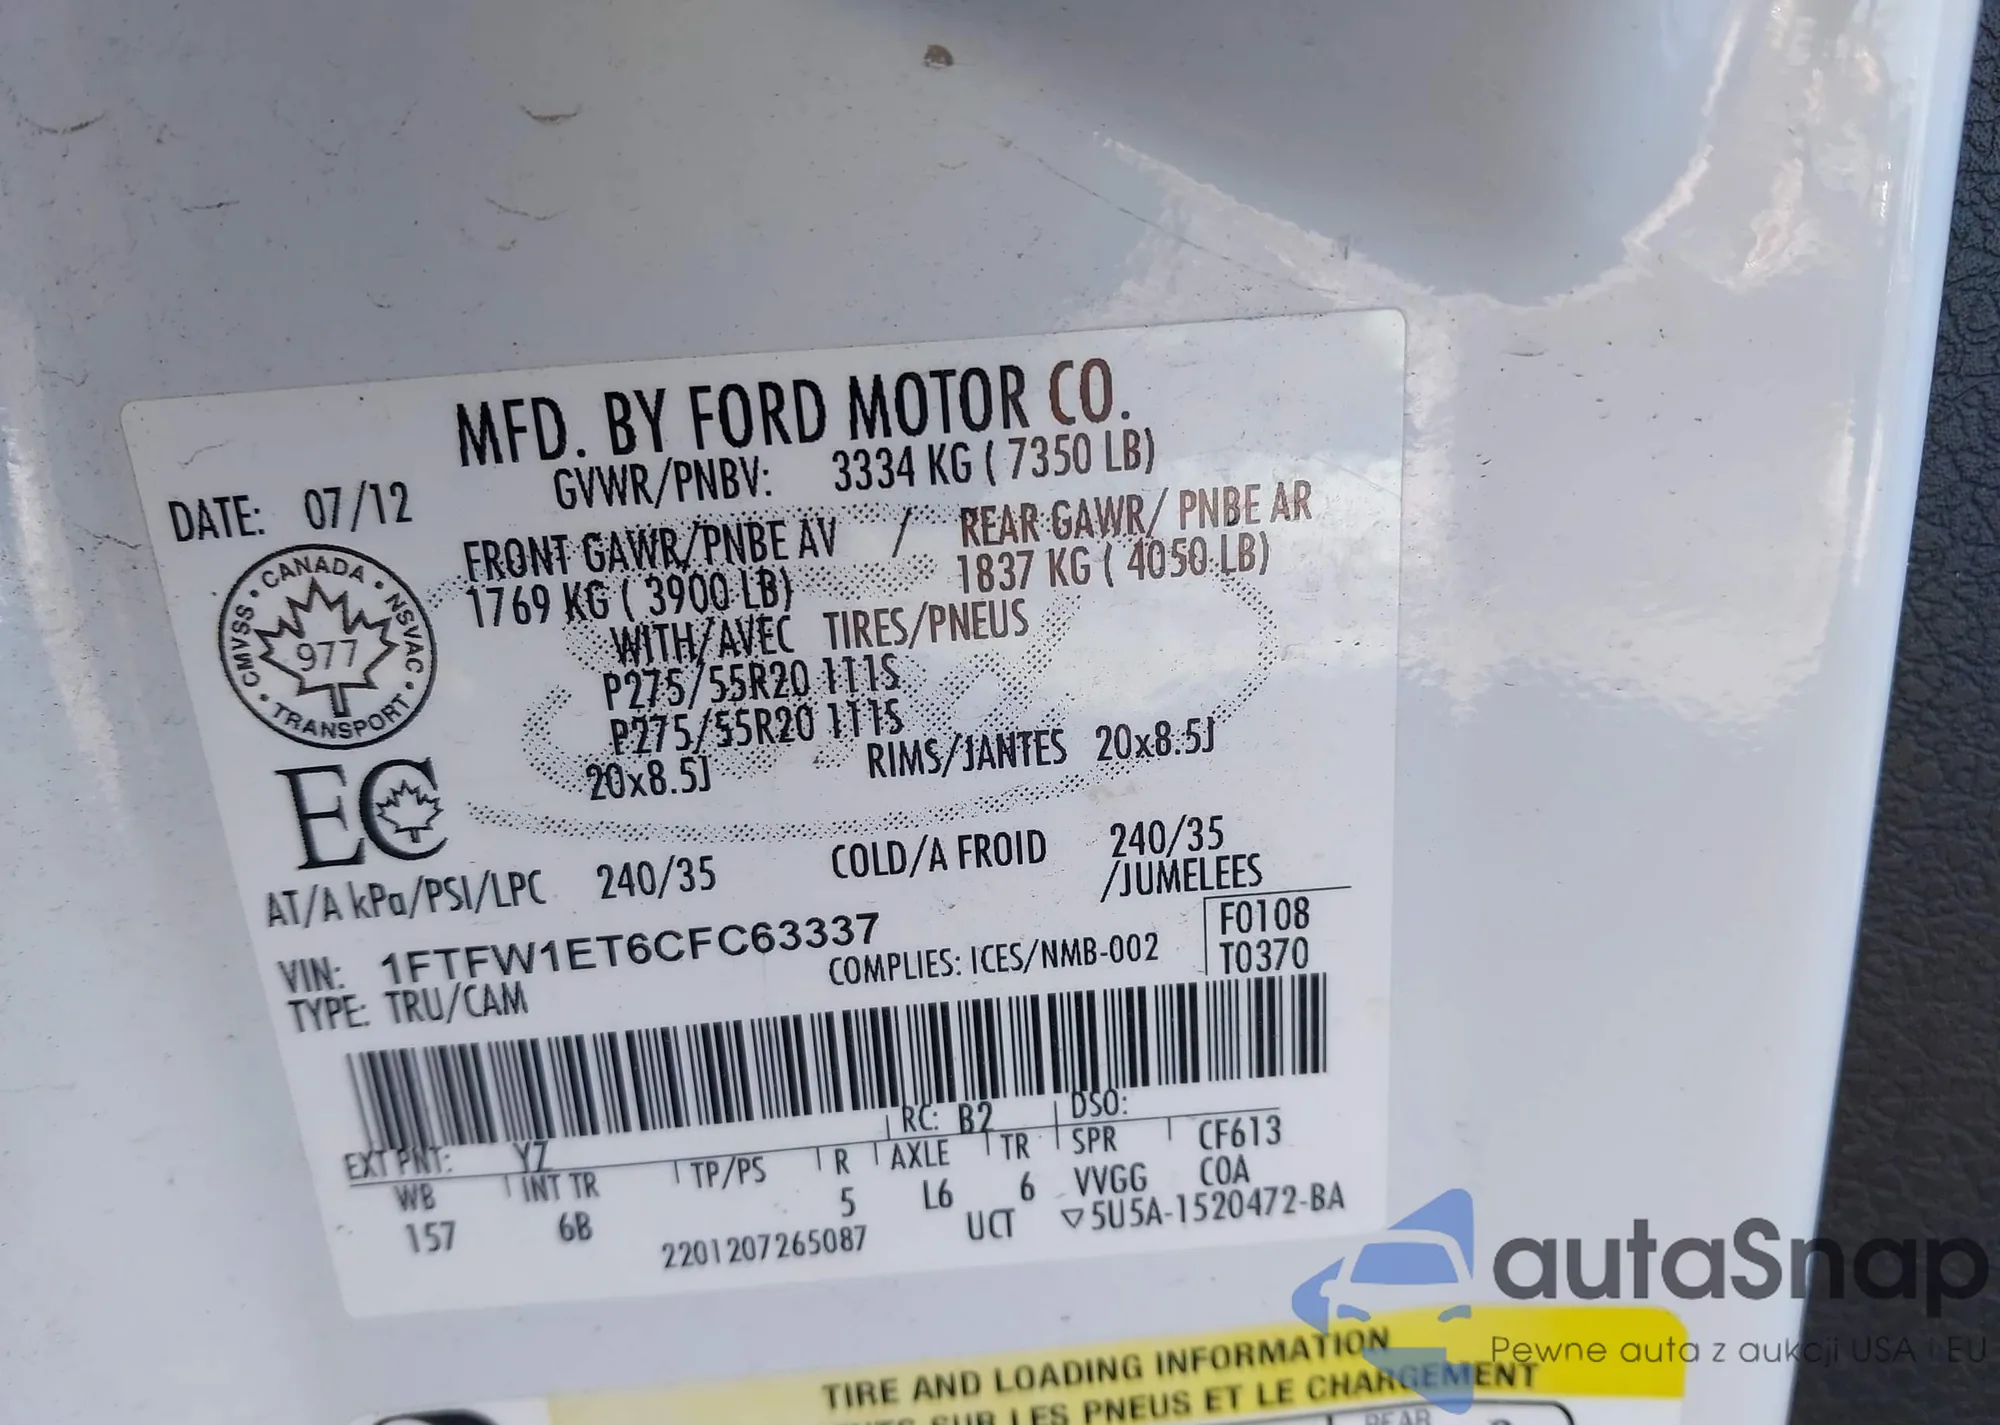 MFD. BY FORD MOTOR CO.
DATE: 07/12 GVWR/PNBV: 3334 KG ( 7350 LB)
FRONT GAWR/PNBE AV / REAR GAWR/ PNBE AR
1769 KG ( 3900 LB) 1837 KG ( 4050 LB)
WITH/AVEC TIRES/PNEUS
P275/55R20 111S
P275/55R20 111S
20x8.5J RIMS/JANTES 20x8.5J
CANADA · NSVAC · TRANSPORT · CMVSS ·
977
EC
AT/A kPa/PSI/LPC 240/35 COLD/A FROID 240/35
/JUMELEES
VIN: 1FTFW1ET6CFC63337 F0108
TYPE: TRU/CAM COMPLIES: ICES/NMB-002 T0370
RC: B2 DSO:
EXT PNT: YZ CF613
WB INT TR TP/PS R AXLE TR SPR COA
157 6B 5 L6 6 VVGG
2201207265087 UCT ▽5U5A-1520472-BA
autaSnap
Pewne auta z aukcji USA i EU
TIRE AND LOADING INFORMATION
SUR LES PNEUS ET LE CHARGEMENT
REAR